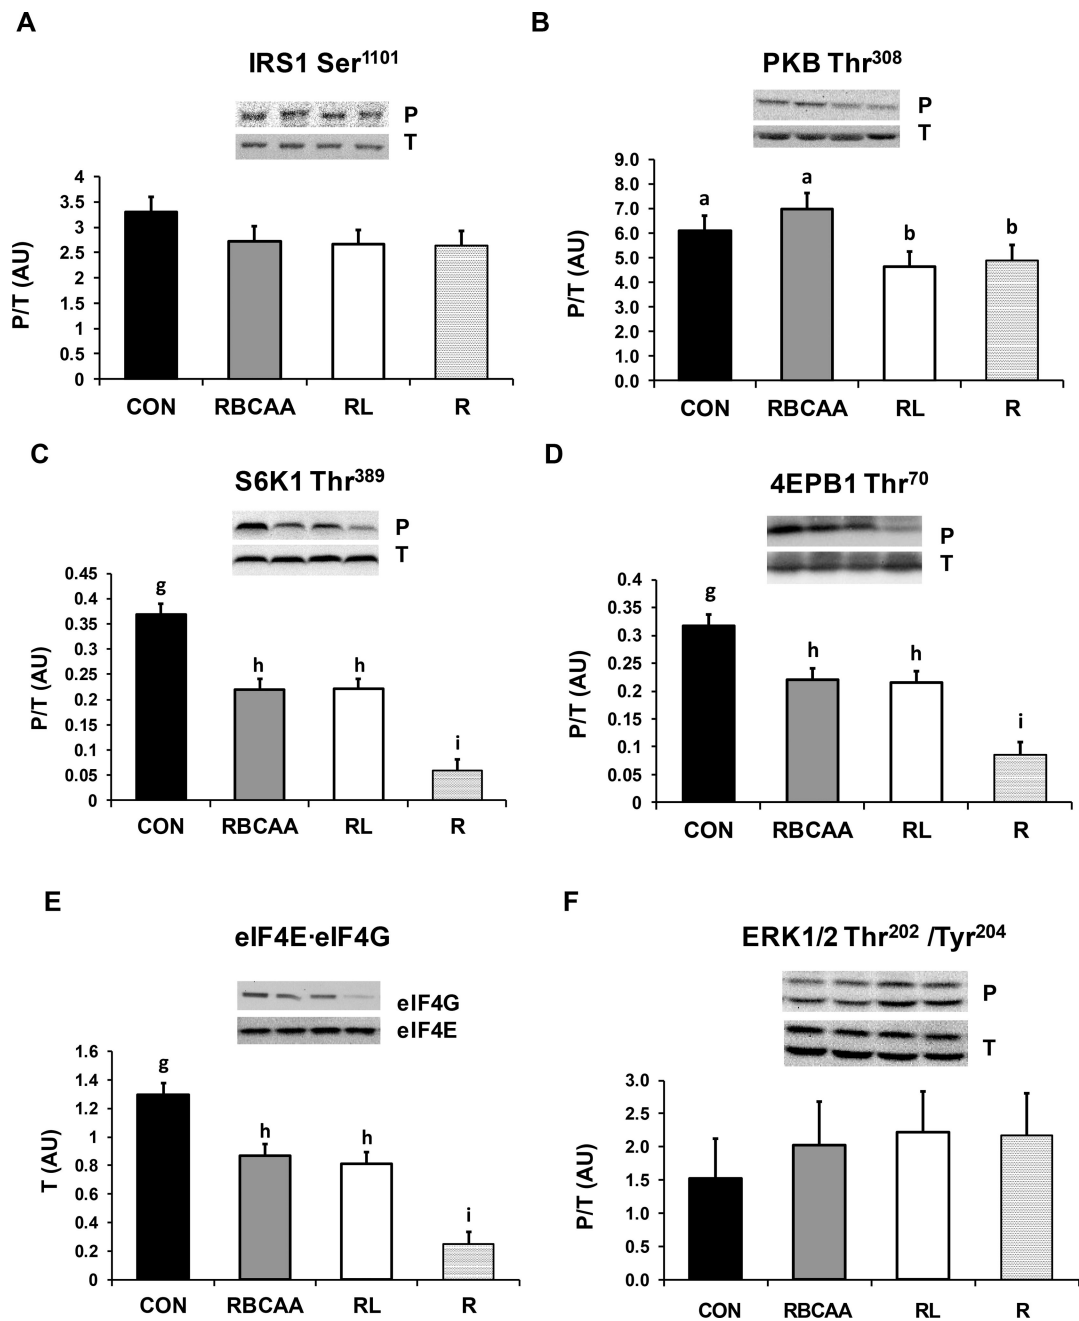 A
IRS1 Ser1101
P
T
4
3.5
3
2.5
2
1.5
1
0.5
0
P/T (AU)
CON RBCAA RL R
B
PKB Thr308
P
T
9.0
8.0
7.0
6.0
5.0
4.0
3.0
2.0
1.0
0.0
P/T (AU)
a a b b
CON RBCAA RL R
C
S6K1 Thr389
P
T
0.45
0.4
0.35
0.3
0.25
0.2
0.15
0.1
0.05
0
P/T (AU)
g h h i
CON RBCAA RL R
D
4EPB1 Thr70
P
T
0.4
0.35
0.3
0.25
0.2
0.15
0.1
0.05
0
P/T (AU)
g h h i
CON RBCAA RL R
E
eIF4E·eIF4G
eIF4G
eIF4E
1.6
1.4
1.2
1
0.8
0.6
0.4
0.2
0
T (AU)
g h h i
CON RBCAA RL R
F
ERK1/2 Thr202 /Tyr204
P
T
3.0
2.5
2.0
1.5
1.0
0.5
0.0
P/T (AU)
CON RBCAA RL R